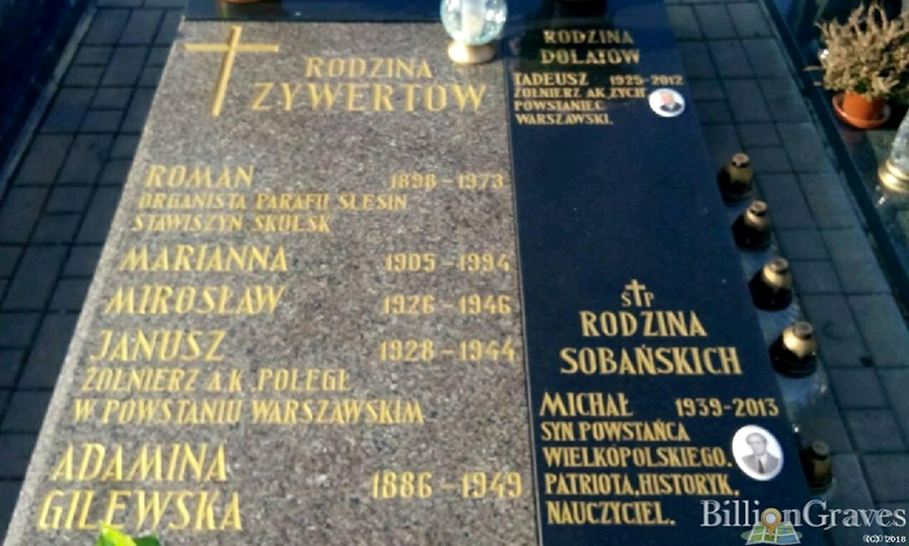 RODZINA
ŻYWERTÓW
ROMAN 1898-1973
ORGANISTA PARAFII ŚLESIN
STAWISZYN SKULSK
MARIANNA 1905-1994
MIROSŁAW 1926-1946
JANUSZ 1928-1944
ŻOŁNIERZ A.K. POLEGŁ
W POWSTANIU WARSZAWSKIM
ADAMINA
GILEWSKA 1886-1949
RODZINA
DOLATÓW
TADEUSZ 1925-2012
ŻOŁNIERZ AK,
POWSTANIEC
WARSZAWSKI.
ŚP
RODZINA
SOBAŃSKICH
MICHAŁ 1939-2013
SYN POWSTAŃCA
WIELKOPOLSKIEGO.
PATRIOTA, HISTORYK,
NAUCZYCIEL.
BillionGraves
(C) 2018